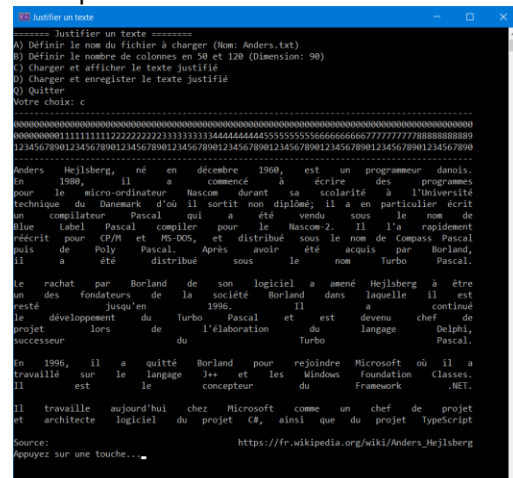 Justifier un texte
======= Justifier un texte ========
A) Définir le nom du fichier à charger (Nom: Anders.txt)
B) Définir le nombre de colonnes en 50 et 120 (Dimension: 90)
C) Charger et afficher le texte justifié
D) Charger et enregister le texte justifié
Q) Quitter
Votre choix: c
------------------------------------------------------------------------------------------
000000000000000000000000000000000000000000000000000000000000000000000000000000000000000000
000000000111111111122222222223333333333444444444455555555556666666666777777777788888888889
123456789012345678901234567890123456789012345678901234567890123456789012345678901234567890
------------------------------------------------------------------------------------------
Anders Hejlsberg, né en décembre 1960, est un programmeur danois.
En 1980, il a commencé à écrire des programmes
pour le micro-ordinateur Nascom durant sa scolarité à l'Université
technique du Danemark d'où il sortit non diplômé; il a en particulier écrit
un compilateur Pascal qui a été vendu sous le nom de
Blue Label Pascal compiler pour le Nascom-2. Il l'a rapidement
réécrit pour CP/M et MS-DOS, et distribué sous le nom de Compass Pascal
puis de Poly Pascal. Après avoir été acquis par Borland,
il a été distribué sous le nom Turbo Pascal.
Le rachat par Borland de son logiciel a amené Hejlsberg à être
un des fondateurs de la société Borland dans laquelle il est
resté jusqu'en 1996. Il a continué
le développement du Turbo Pascal et est devenu chef de
projet lors de l'élaboration du langage Delphi,
successeur du Turbo Pascal.
En 1996, il a quitté Borland pour rejoindre Microsoft où il a
travaillé sur le langage J++ et les Windows Foundation Classes.
Il est le concepteur du Framework .NET.
Il travaille aujourd'hui chez Microsoft comme un chef de projet
et architecte logiciel du projet C#, ainsi que du projet TypeScript
Source: https://fr.wikipedia.org/wiki/Anders_Hejlsberg
Appuyez sur une touche..._